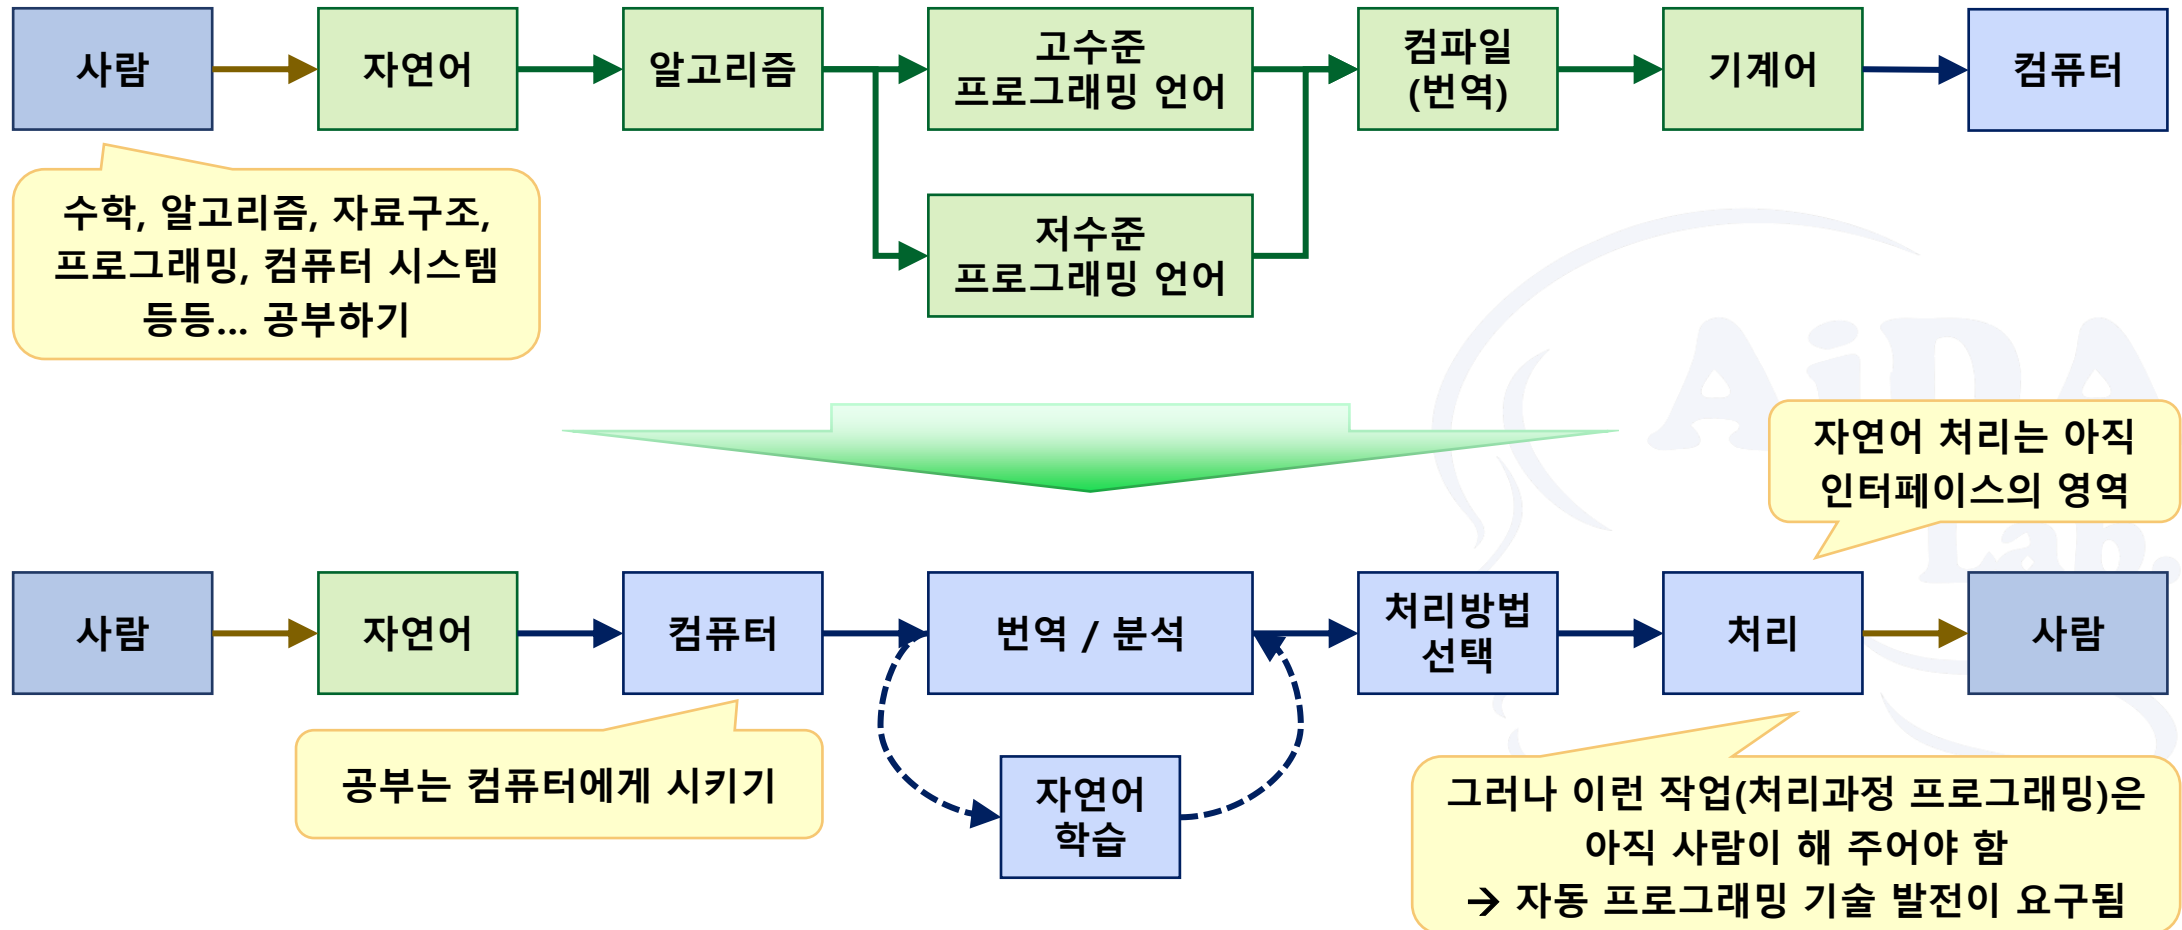 사람
자연어
알고리즘
고수준
프로그래밍 언어
컴파일
(번역)
기계어
컴퓨터
저수준
프로그래밍 언어
수학, 알고리즘, 자료구조,
프로그래밍, 컴퓨터 시스템
등등... 공부하기
자연어 처리는 아직
인터페이스의 영역
사람
자연어
컴퓨터
번역 / 분석
처리방법
선택
처리
사람
공부는 컴퓨터에게 시키기
자연어
학습
그러나 이런 작업(처리과정 프로그래밍)은
아직 사람이 해 주어야 함
→ 자동 프로그래밍 기술 발전이 요구됨
AiDA
Lab.